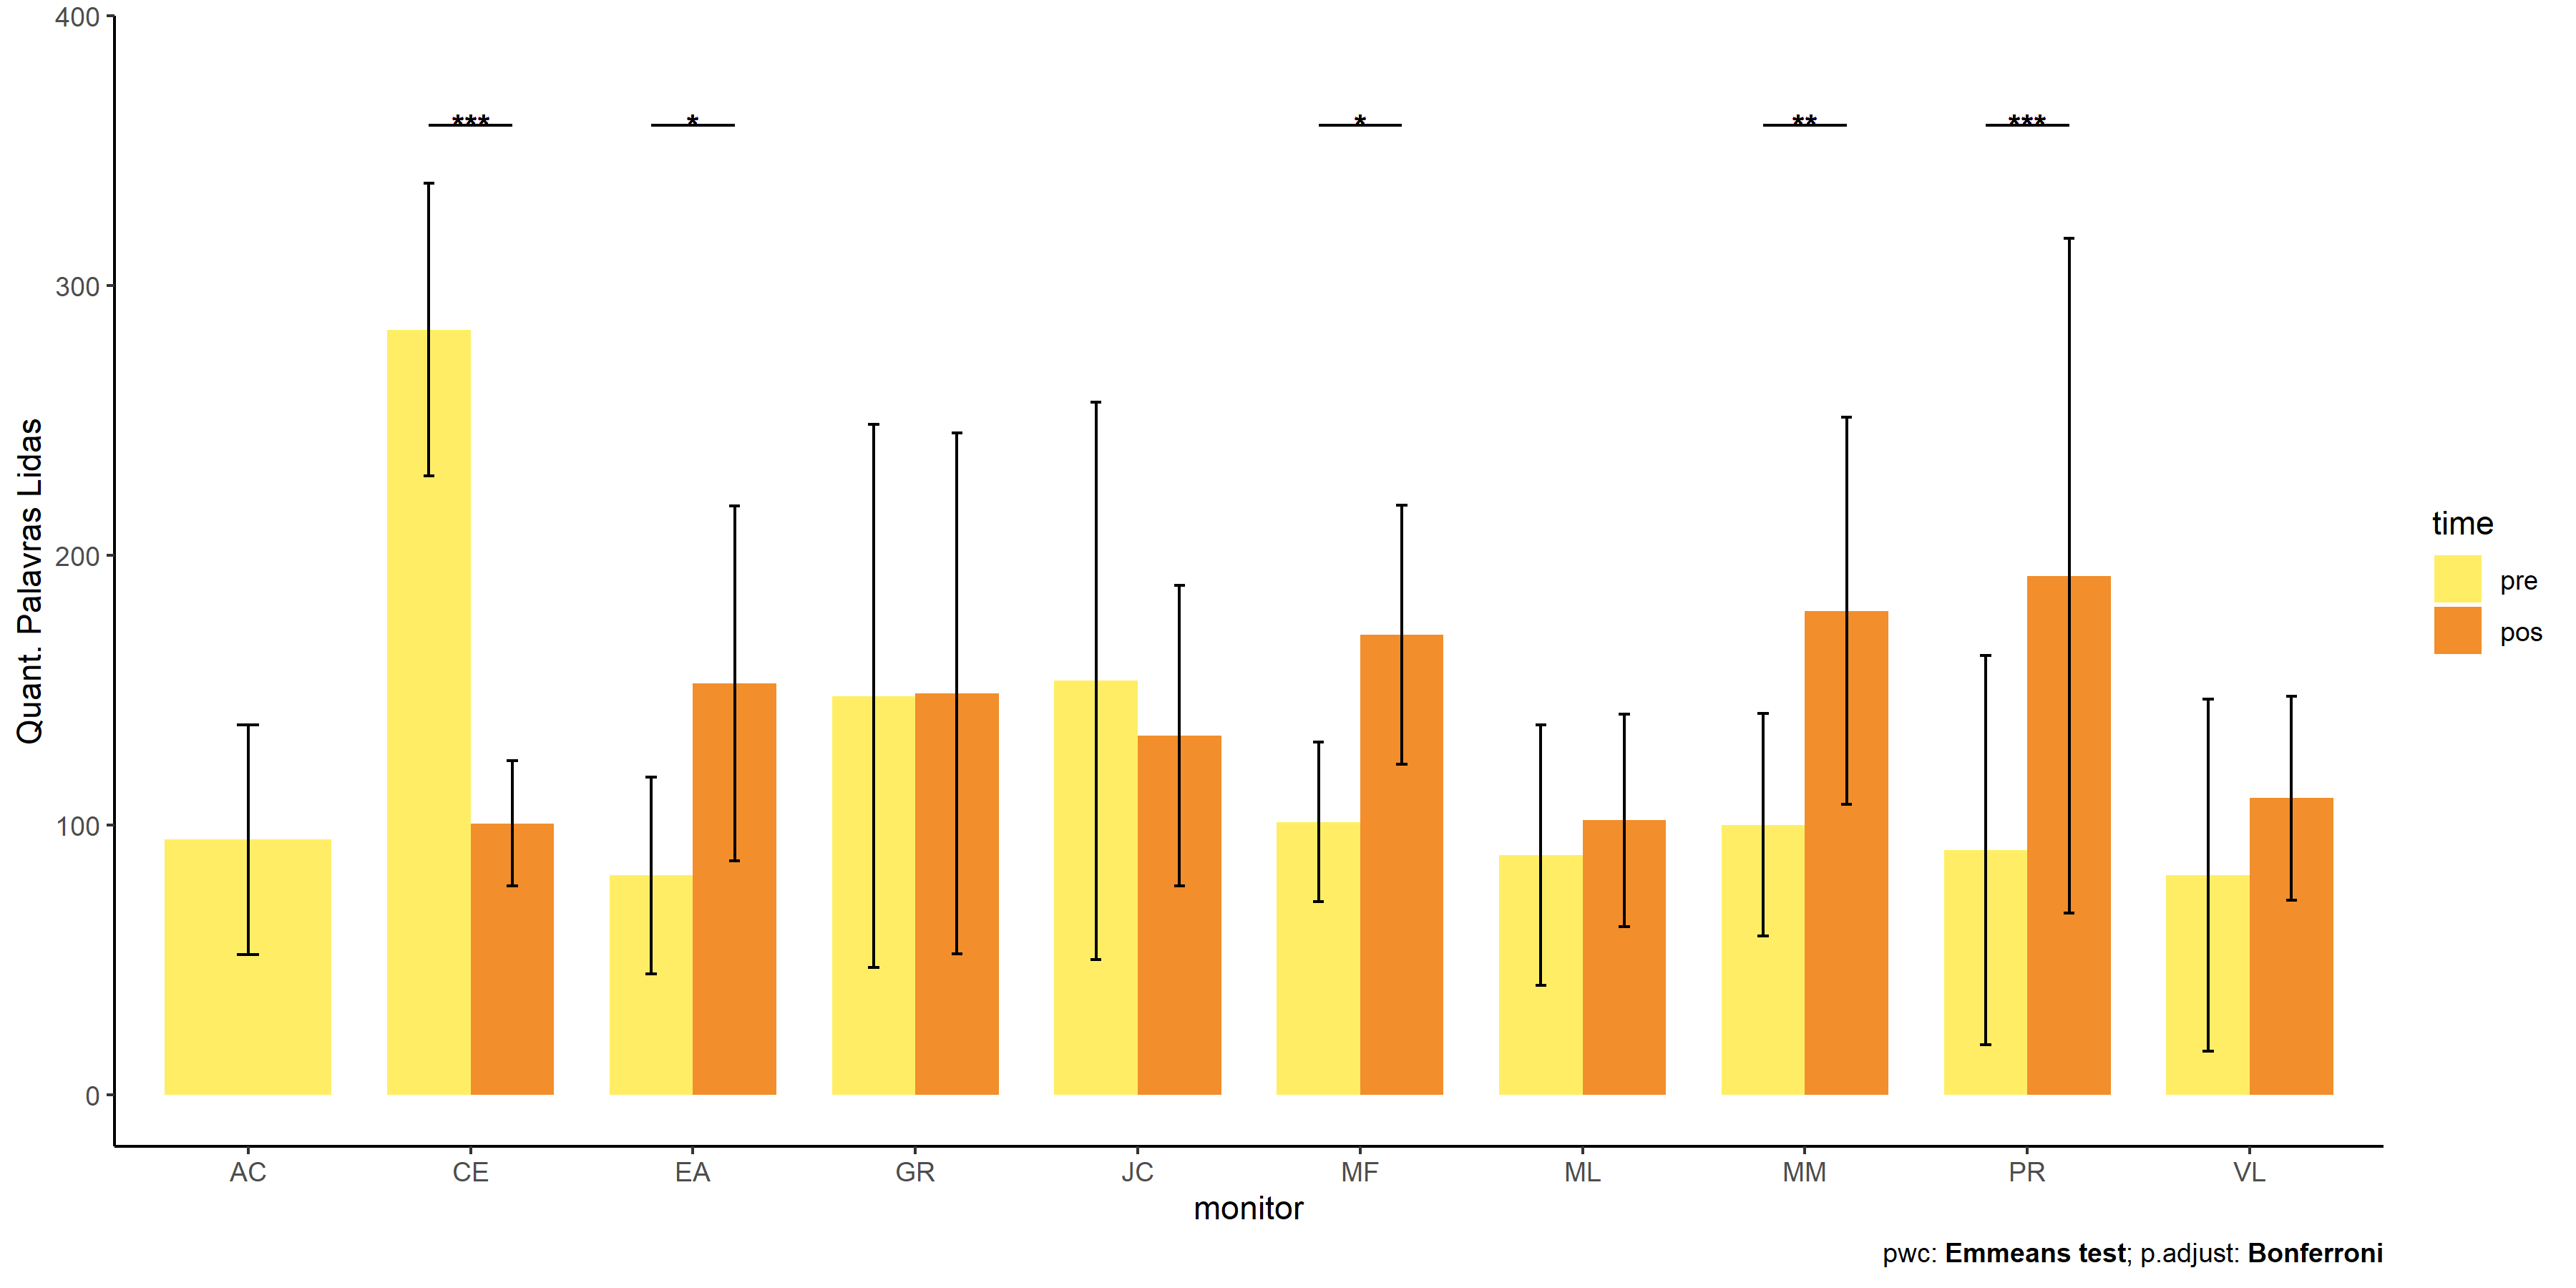 400
300
200
100
0
Quant. Palavras Lidas
*** * * ** ***
AC CE EA GR JC MF ML MM PR VL
monitor
time
pre
pos
pwc: Emmeans test; p.adjust: Bonferroni